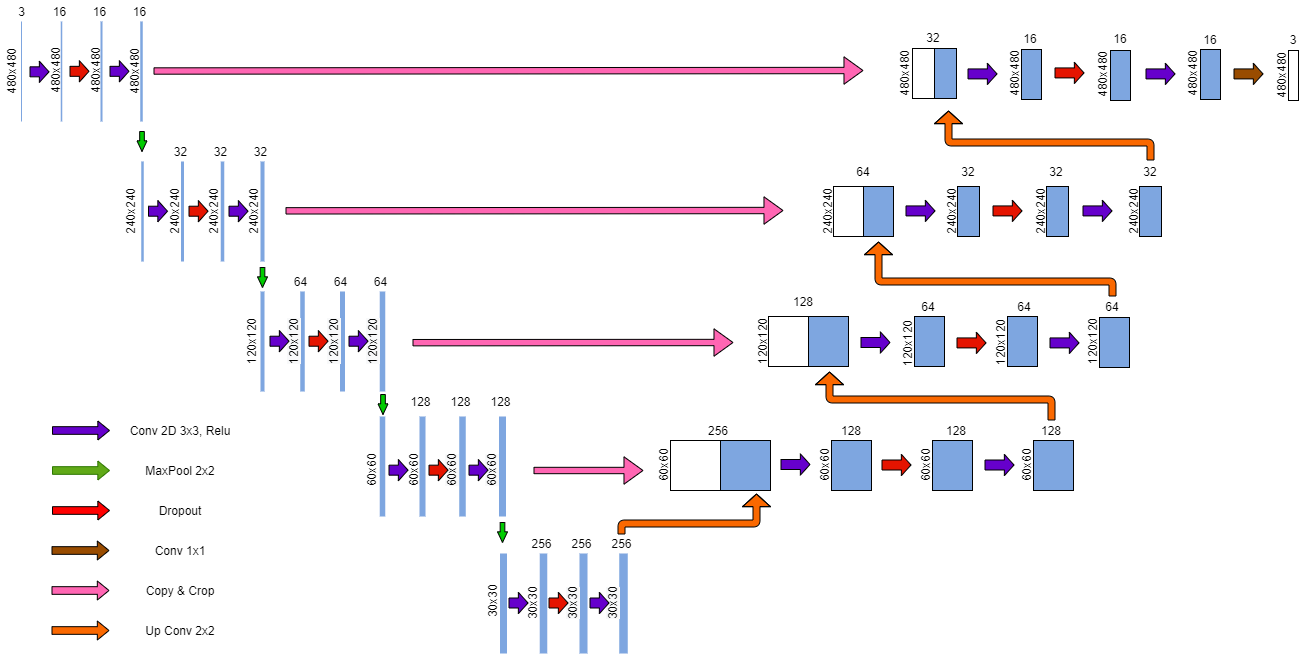 3 16 16 16
480x480 480x480 480x480 480x480
32 16 16 16 3
480x480 480x480 480x480 480x480 480x480
32 32 32
240x240 240x240 240x240 240x240
64 32 32 32
240x240 240x240 240x240 240x240
64 64 64
120x120 120x120 120x120 120x120
128 64 64 64
120x120 120x120 120x120 120x120
128 128 128
60x60 60x60 60x60 60x60
256 128 128 128
60x60 60x60 60x60 60x60
256 256 256
30x30 30x30 30x30 30x30
Conv 2D 3x3, Relu
MaxPool 2x2
Dropout
Conv 1x1
Copy & Crop
Up Conv 2x2